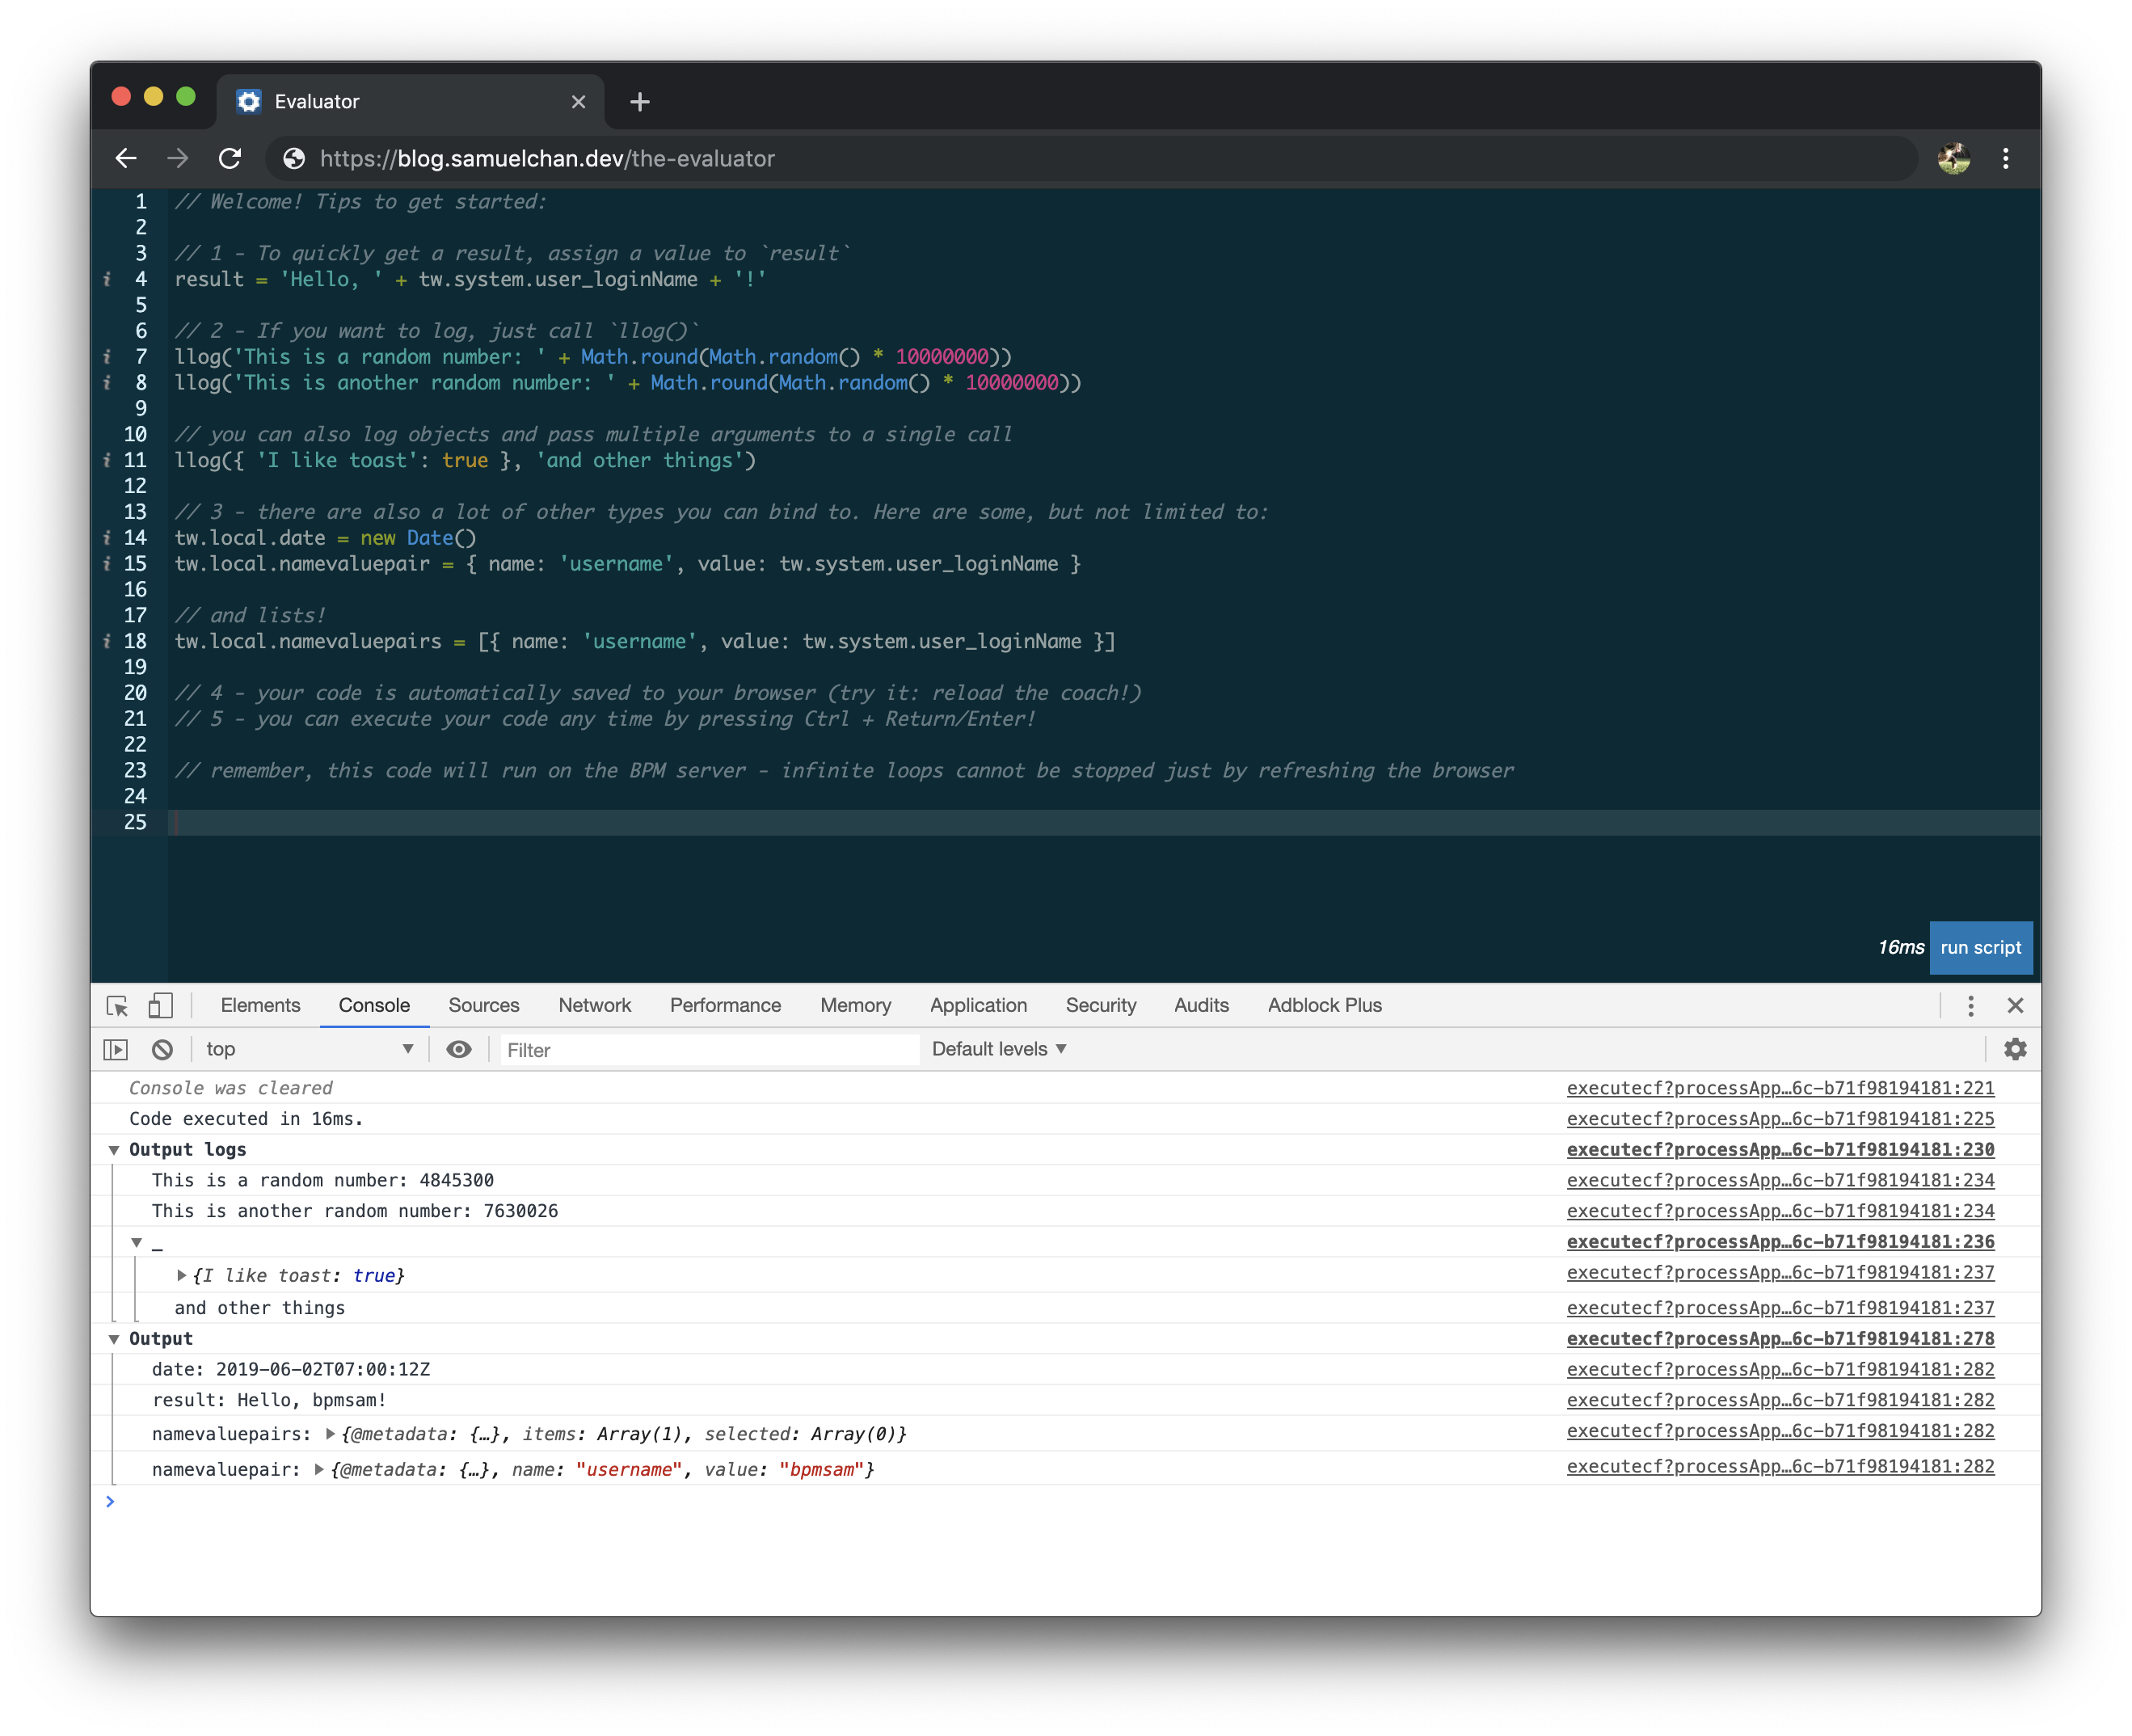 Evaluator
https://blog.samuelchan.dev/the-evaluator
1 // Welcome! Tips to get started:
2
3 // 1 - To quickly get a result, assign a value to `result`
i 4 result = 'Hello, ' + tw.system.user_loginName + '!'
5
6 // 2 - If you want to log, just call `llog()`
i 7 llog('This is a random number: ' + Math.round(Math.random() * 10000000))
i 8 llog('This is another random number: ' + Math.round(Math.random() * 10000000))
9
10 // you can also log objects and pass multiple arguments to a single call
i 11 llog({ 'I like toast': true }, 'and other things')
12
13 // 3 - there are also a lot of other types you can bind to. Here are some, but not limited to:
i 14 tw.local.date = new Date()
i 15 tw.local.namevaluepair = { name: 'username', value: tw.system.user_loginName }
16
17 // and lists!
i 18 tw.local.namevaluepairs = [{ name: 'username', value: tw.system.user_loginName }]
19
20 // 4 - your code is automatically saved to your browser (try it: reload the coach!)
21 // 5 - you can execute your code any time by pressing Ctrl + Return/Enter!
22
23 // remember, this code will run on the BPM server - infinite loops cannot be stopped just by refreshing the browser
24
25
16ms run script
Elements Console Sources Network Performance Memory Application Security Audits Adblock Plus
top Filter Default levels
Console was cleared executecf?processApp…6c-b71f98194181:221
Code executed in 16ms. executecf?processApp…6c-b71f98194181:225
Output logs executecf?processApp…6c-b71f98194181:230
This is a random number: 4845300 executecf?processApp…6c-b71f98194181:234
This is another random number: 7630026 executecf?processApp…6c-b71f98194181:234
_ executecf?processApp…6c-b71f98194181:236
{I like toast: true} executecf?processApp…6c-b71f98194181:237
and other things executecf?processApp…6c-b71f98194181:237
Output executecf?processApp…6c-b71f98194181:278
date: 2019-06-02T07:00:12Z executecf?processApp…6c-b71f98194181:282
result: Hello, bpmsam! executecf?processApp…6c-b71f98194181:282
namevaluepairs: {@metadata: {…}, items: Array(1), selected: Array(0)} executecf?processApp…6c-b71f98194181:282
namevaluepair: {@metadata: {…}, name: "username", value: "bpmsam"} executecf?processApp…6c-b71f98194181:282